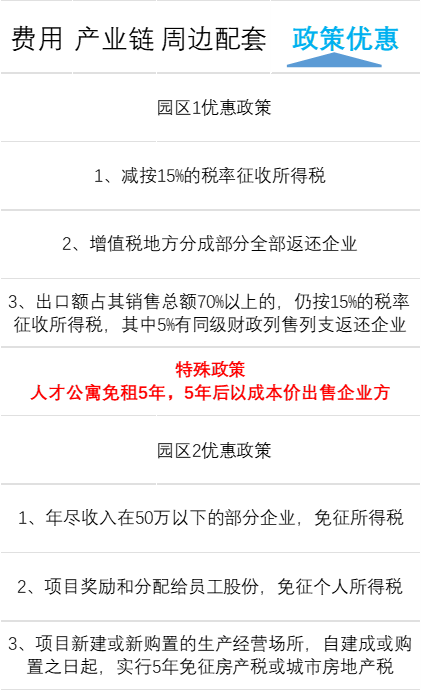 费用 产业链 周边配套 政策优惠
园区1优惠政策
1、减按15%的税率征收所得税
2、增值税地方分成部分全部返还企业
3、出口额占其销售总额70%以上的，仍按15%的税率
征收所得税，其中5%有同级财政列售列支返还企业
特殊政策
人才公寓免租5年，5年后以成本价出售企业方
园区2优惠政策
1、年尽收入在50万以下的部分企业，免征所得税
2、项目奖励和分配给员工股份，免征个人所得税
3、项目新建或新购置的生产经营场所，自建成或购
置之日起，实行5年免征房产税或城市房地产税